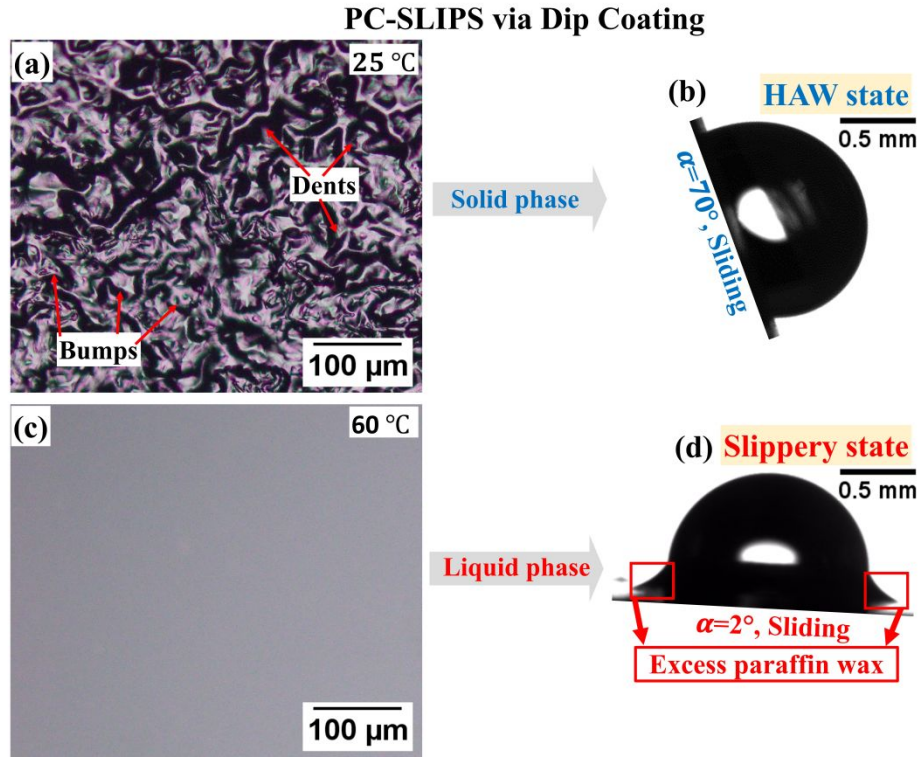 PC-SLIPS via Dip Coating
(a)
25 ℃
Dents
Bumps
100 µm
Solid phase
(b)
HAW state
0.5 mm
α=70°, Sliding
(c)
60 ℃
100 µm
Liquid phase
(d)
Slippery state
0.5 mm
α=2°, Sliding
Excess paraffin wax